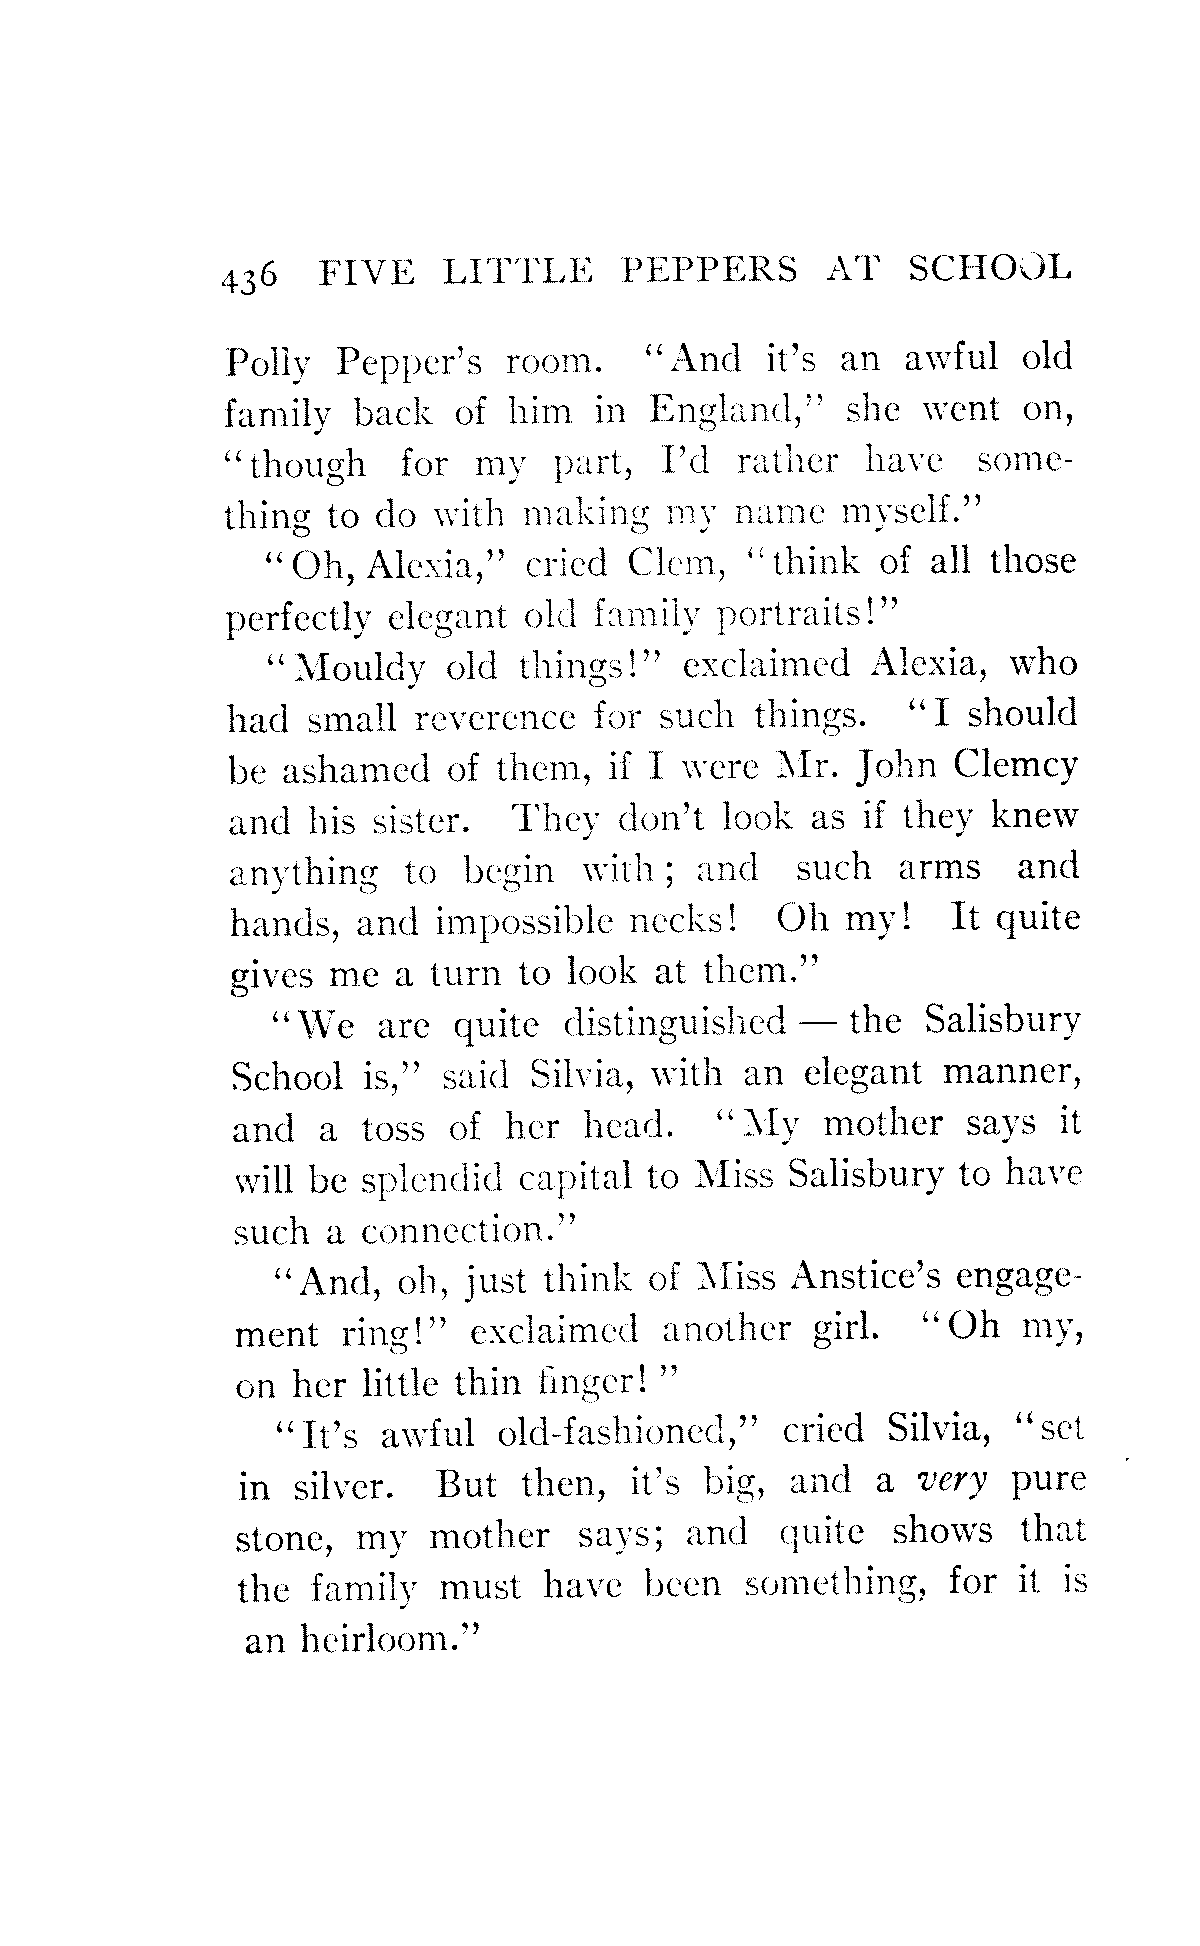 436 FIVE LITTLE PEPPERS AT SCHOOL
Polly Pepper's room. "And it's an awful old
family back of him in England," she went on,
"though for my part, I'd rather have some-
thing to do with making my name myself."
"Oh, Alexia," cried Clem, "think of all those
perfectly elegant old family portraits!"
"Mouldy old things!" exclaimed Alexia, who
had small reverence for such things. "I should
be ashamed of them, if I were Mr. John Clemcy
and his sister. They don't look as if they knew
anything to begin with; and such arms and
hands, and impossible necks! Oh my! It quite
gives me a turn to look at them."
"We are quite distinguished — the Salisbury
School is," said Silvia, with an elegant manner,
and a toss of her head. "My mother says it
will be splendid capital to Miss Salisbury to have
such a connection."
"And, oh, just think of Miss Anstice's engage-
ment ring!" exclaimed another girl. "Oh my,
on her little thin finger!"
"It's awful old-fashioned," cried Silvia, "set
in silver. But then, it's big, and a very pure
stone, my mother says; and quite shows that
the family must have been something, for it is
an heirloom."